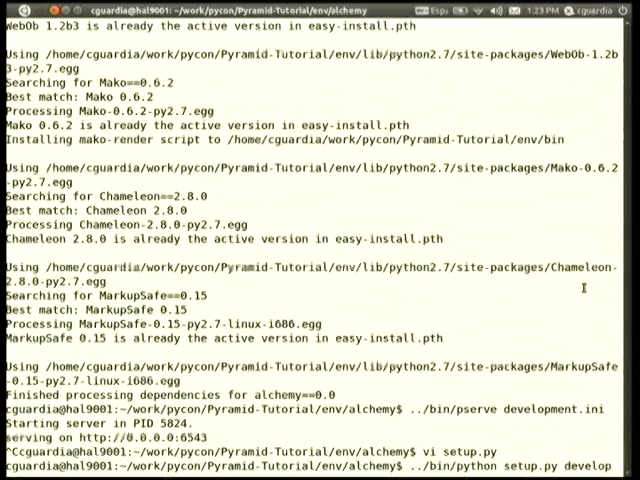 cguardia@hal9001: ~/work/pycon/Pyramid-Tutorial/env/alchemy
Esp 1:23 PM cguardia
WebOb 1.2b3 is already the active version in easy-install.pth
Using /home/cguardia/work/pycon/Pyramid-Tutorial/env/lib/python2.7/site-packages/WebOb-1.2b
3-py2.7.egg
Searching for Mako==0.6.2
Best match: Mako 0.6.2
Processing Mako-0.6.2-py2.7.egg
Mako 0.6.2 is already the active version in easy-install.pth
Installing mako-render script to /home/cguardia/work/pycon/Pyramid-Tutorial/env/bin
Using /home/cguardia/work/pycon/Pyramid-Tutorial/env/lib/python2.7/site-packages/Mako-0.6.2
-py2.7.egg
Searching for Chameleon==2.8.0
Best match: Chameleon 2.8.0
Processing Chameleon-2.8.0-py2.7.egg
Chameleon 2.8.0 is already the active version in easy-install.pth
Using /home/cguardia/work/pycon/Pyramid-Tutorial/env/lib/python2.7/site-packages/Chameleon-
2.8.0-py2.7.egg
Searching for MarkupSafe==0.15
Best match: MarkupSafe 0.15
Processing MarkupSafe-0.15-py2.7-linux-i686.egg
MarkupSafe 0.15 is already the active version in easy-install.pth
Using /home/cguardia/work/pycon/Pyramid-Tutorial/env/lib/python2.7/site-packages/MarkupSafe
-0.15-py2.7-linux-i686.egg
Finished processing dependencies for alchemy==0.0
cguardia@hal9001:~/work/pycon/Pyramid-Tutorial/env/alchemy$ ../bin/pserve development.ini
Starting server in PID 5824.
serving on http://0.0.0.0:6543
^Ccguardia@hal9001:~/work/pycon/Pyramid-Tutorial/env/alchemy$ vi setup.py
cguardia@hal9001:~/work/pycon/Pyramid-Tutorial/env/alchemy$ ../bin/python setup.py develop